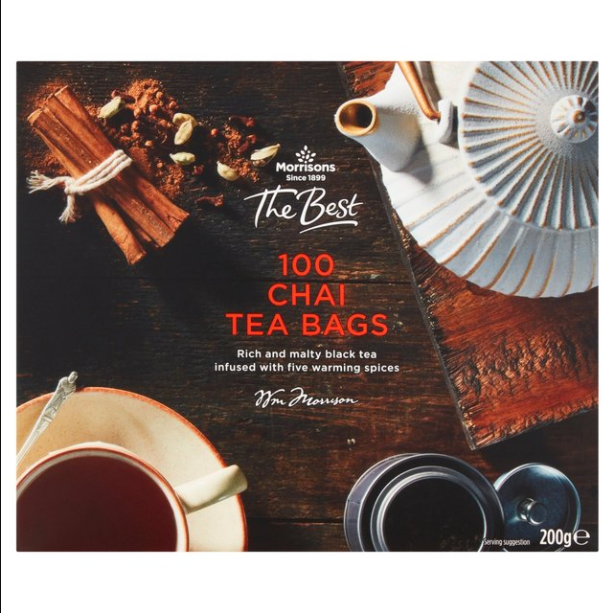 Morrisons
Since 1899
The Best
100
CHAI
TEA BAGS
Rich and malty black tea
infused with five warming spices
Wm Morrison
Serving suggestion
200g e